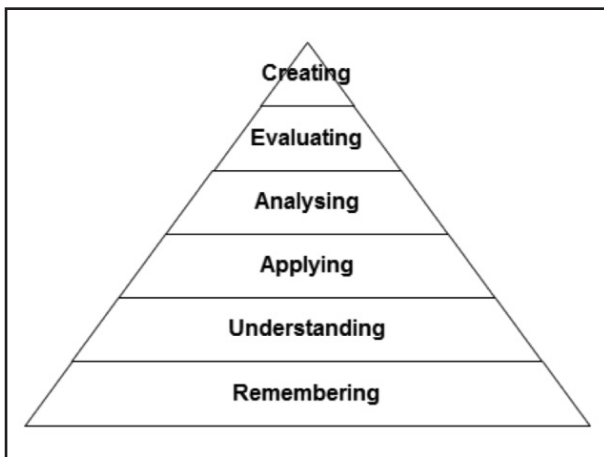 Creating
Evaluating
Analysing
Applying
Understanding
Remembering